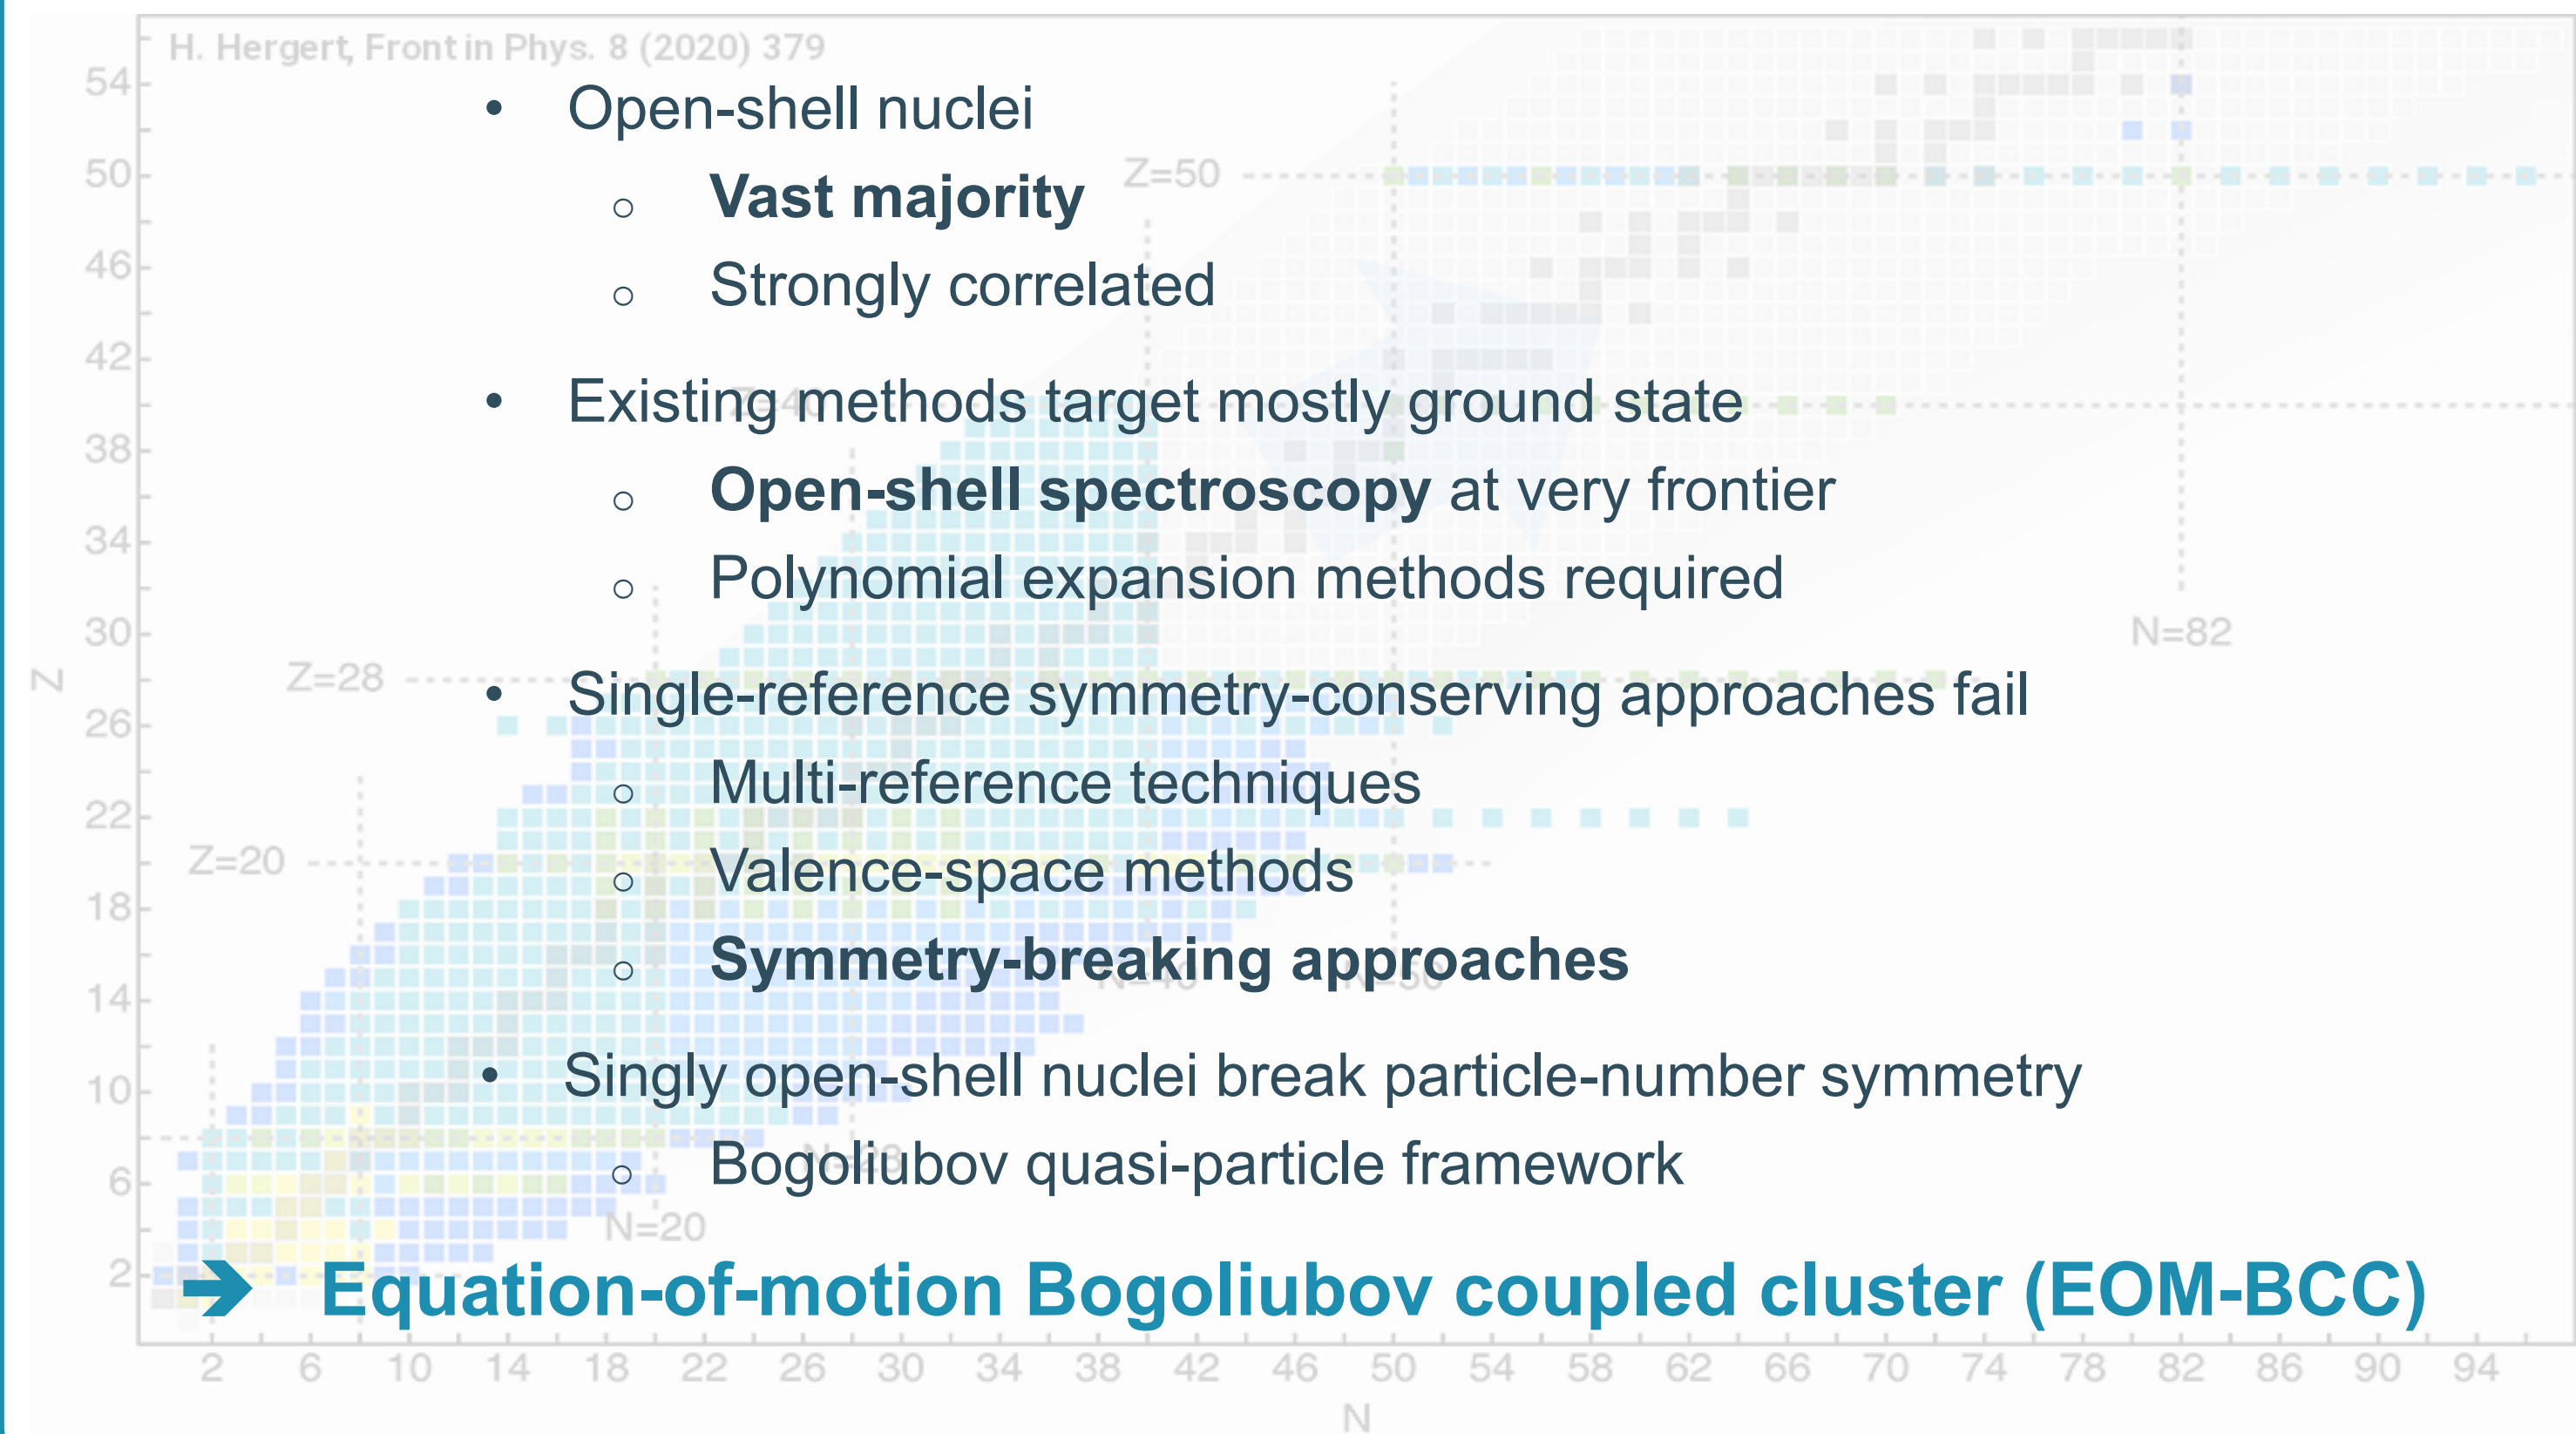 H. Hergert, Front in Phys. 8 (2020) 379
• Open-shell nuclei
○ Vast majority
○ Strongly correlated
• Existing methods target mostly ground state
○ Open-shell spectroscopy at very frontier
○ Polynomial expansion methods required
• Single-reference symmetry-conserving approaches fail
○ Multi-reference techniques
○ Valence-space methods
○ Symmetry-breaking approaches
• Singly open-shell nuclei break particle-number symmetry
○ Bogoliubov quasi-particle framework
➔ Equation-of-motion Bogoliubov coupled cluster (EOM-BCC)
Z=50
Z=40
Z=28
Z=20
N=82
N=40
N=50
N=28
N=20
Z
54
50
46
42
38
34
30
26
22
18
14
10
6
2
2 6 10 14 18 22 26 30 34 38 42 46 50 54 58 62 66 70 74 78 82 86 90 94
N